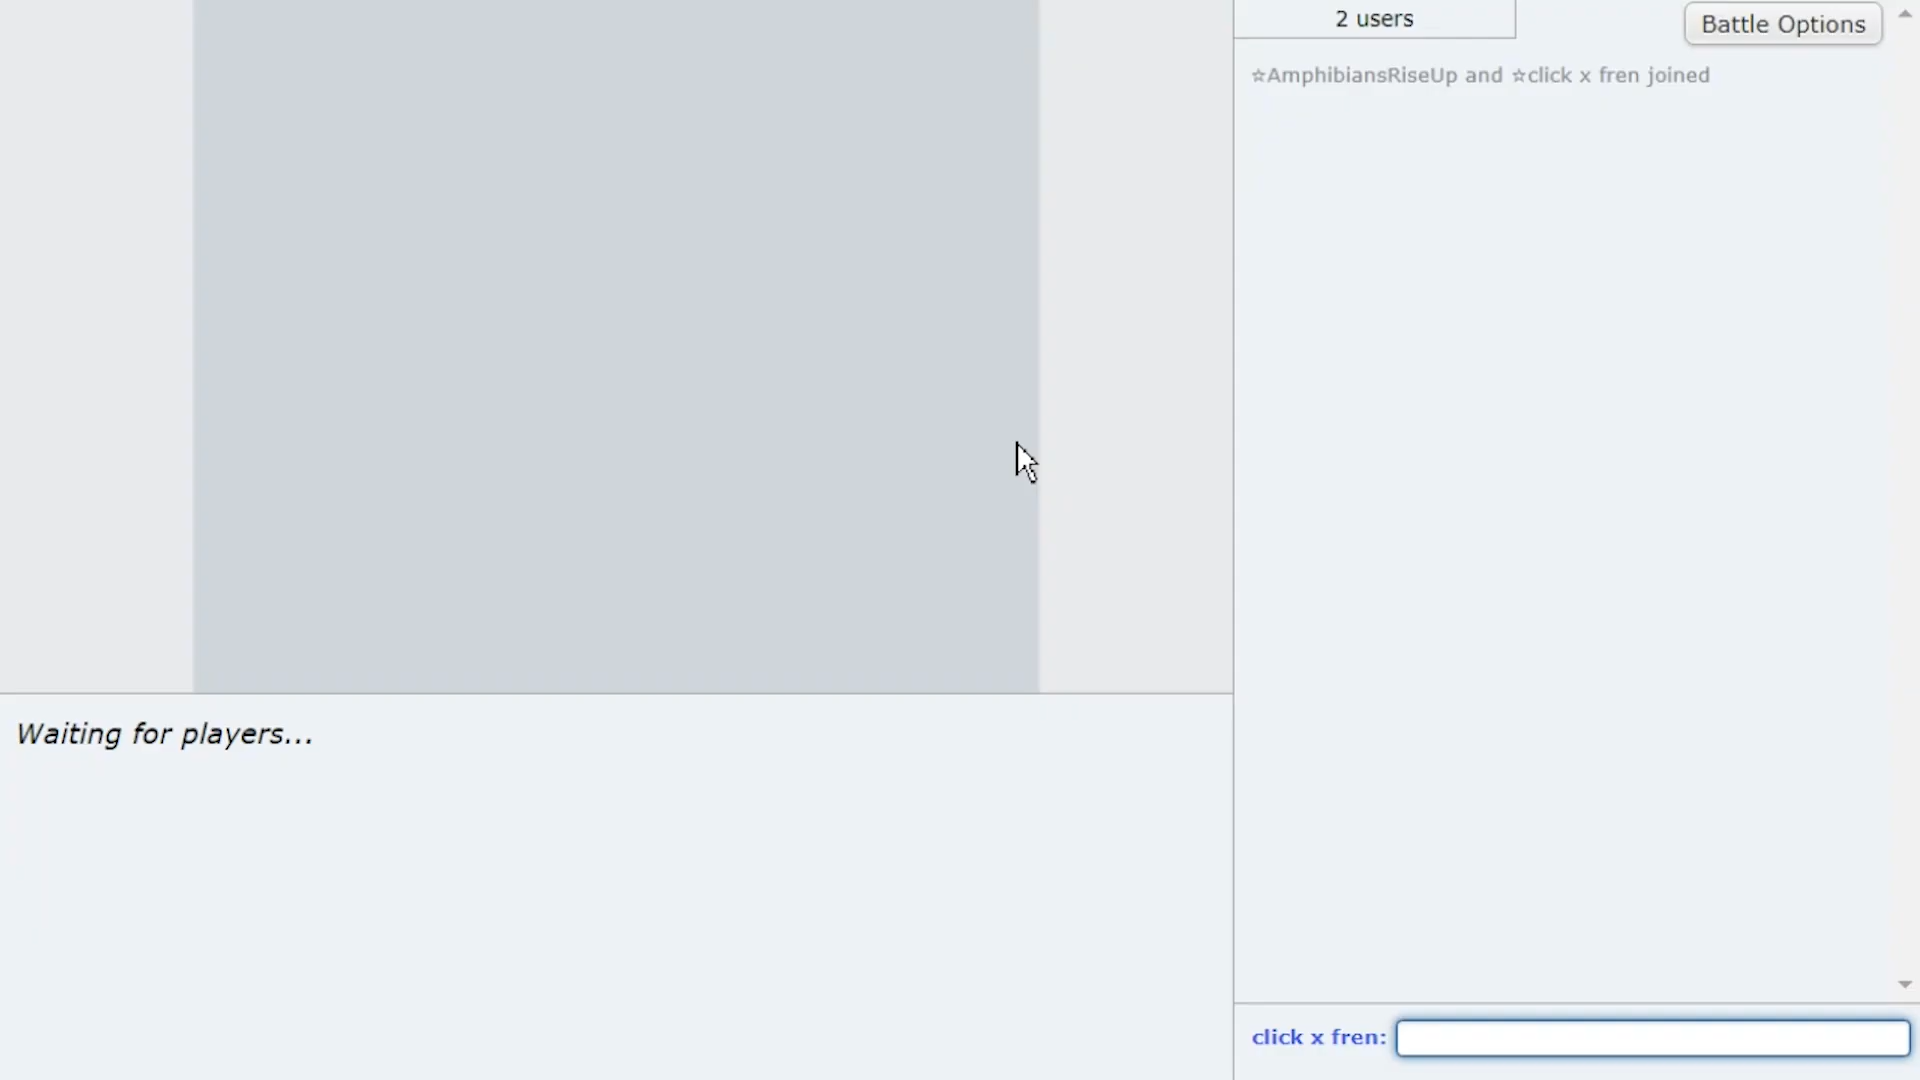 2 users
Battle Options
☆AmphibiansRiseUp and ☆click x fren joined
Waiting for players...
click x fren: